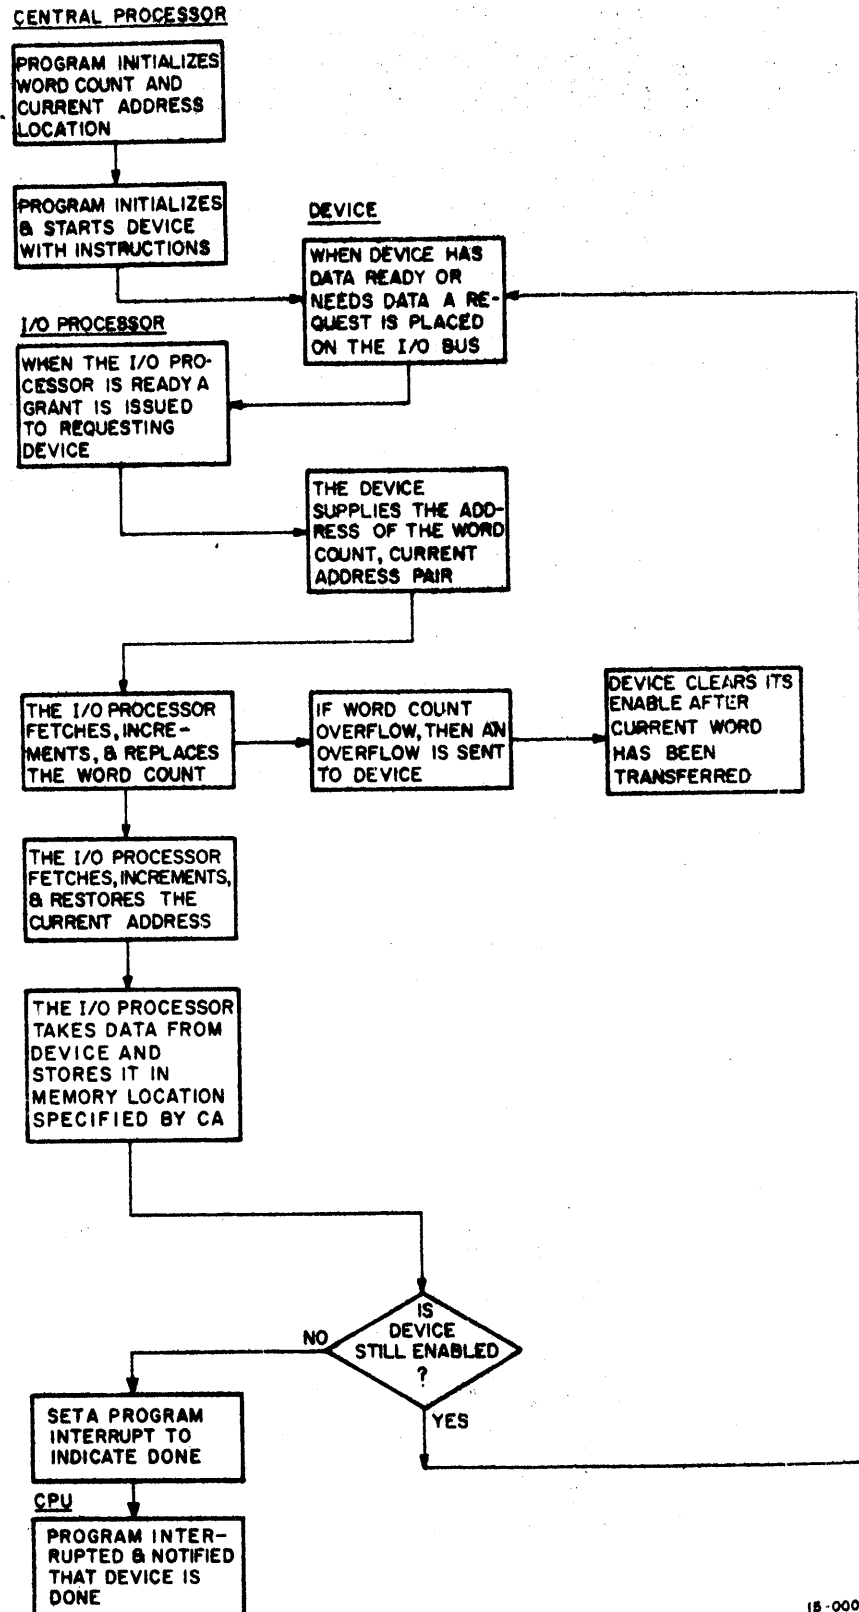 CENTRAL PROCESSOR
PROGRAM INITIALIZES
WORD COUNT AND
CURRENT ADDRESS
LOCATION
PROGRAM INITIALIZES
& STARTS DEVICE
WITH INSTRUCTIONS
DEVICE
WHEN DEVICE HAS
DATA READY OR
NEEDS DATA A RE-
QUEST IS PLACED
ON THE I/O BUS
I/O PROCESSOR
WHEN THE I/O PRO-
CESSOR IS READY A
GRANT IS ISSUED
TO REQUESTING
DEVICE
THE DEVICE
SUPPLIES THE ADD-
RESS OF THE WORD
COUNT, CURRENT
ADDRESS PAIR
THE I/O PROCESSOR
FETCHES, INCRE-
MENTS, & REPLACES
THE WORD COUNT
IF WORD COUNT
OVERFLOW, THEN AN
OVERFLOW IS SENT
TO DEVICE
DEVICE CLEARS ITS
ENABLE AFTER
CURRENT WORD
HAS BEEN
TRANSFERRED
THE I/O PROCESSOR
FETCHES, INCREMENTS,
& RESTORES THE
CURRENT ADDRESS
THE I/O PROCESSOR
TAKES DATA FROM
DEVICE AND
STORES IT IN
MEMORY LOCATION
SPECIFIED BY CA
IS
DEVICE
STILL ENABLED
?
NO
YES
SET A PROGRAM
INTERRUPT TO
INDICATE DONE
CPU
PROGRAM INTER-
RUPTED & NOTIFIED
THAT DEVICE IS
DONE
15-000